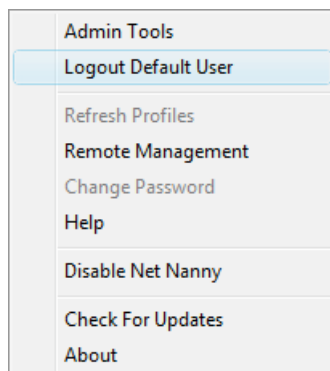 Admin Tools
Logout Default User
Refresh Profiles
Remote Management
Change Password
Help
Disable Net Nanny
Check For Updates
About